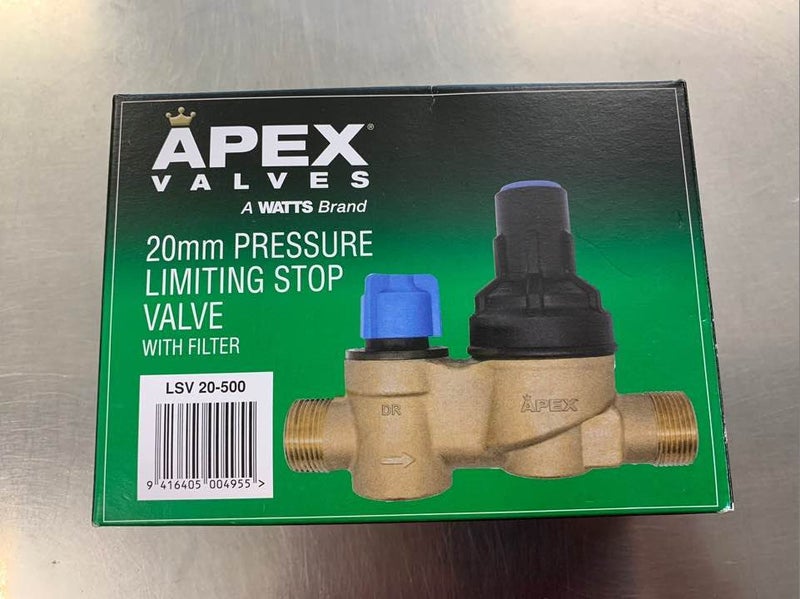 APEX®
VALVES
A WATTS Brand
20mm PRESSURE
LIMITING STOP
VALVE
WITH FILTER
LSV 20-500
9 416405 004955 >
DR
APEX